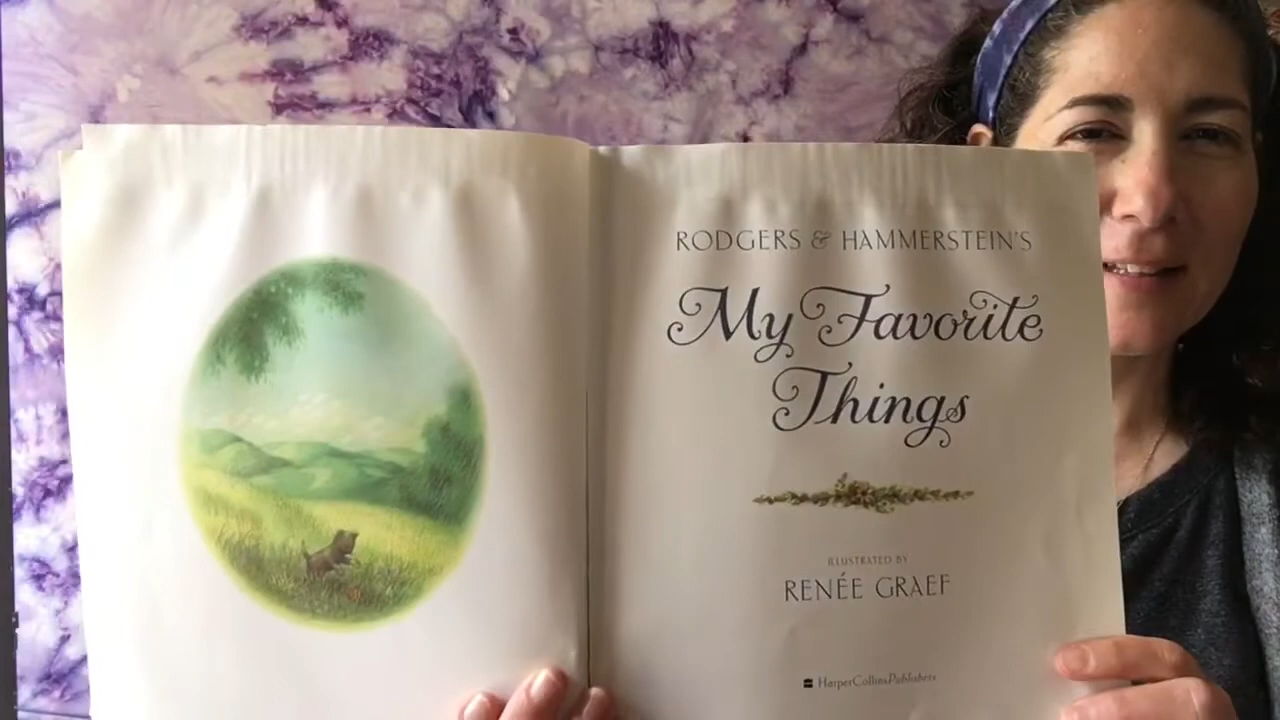 RODGERS & HAMMERSTEIN'S
My Favorite
Things
ILLUSTRATED BY
RENÉE GRAEF
HarperCollinsPublishers